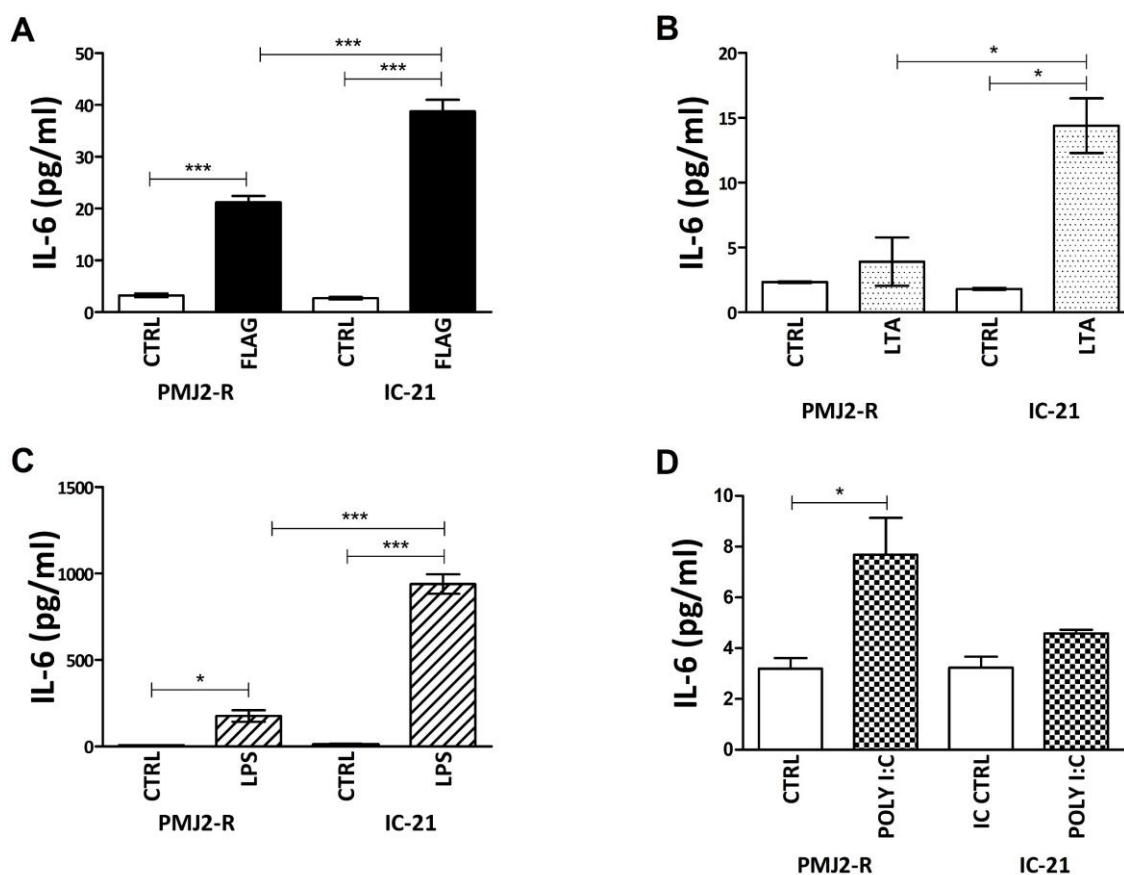 A
IL-6 (pg/ml)
50
40
30
20
10
0
***
***
***
CTRL
FLAG
CTRL
FLAG
PMJ2-R
IC-21
B
IL-6 (pg/ml)
20
15
10
5
0
*
*
CTRL
LTA
CTRL
LTA
PMJ2-R
IC-21
C
IL-6 (pg/ml)
1500
1000
500
0
***
***
*
CTRL
LPS
CTRL
LPS
PMJ2-R
IC-21
D
IL-6 (pg/ml)
10
8
6
4
2
0
*
CTRL
POLY I:C
IC CTRL
POLY I:C
PMJ2-R
IC-21